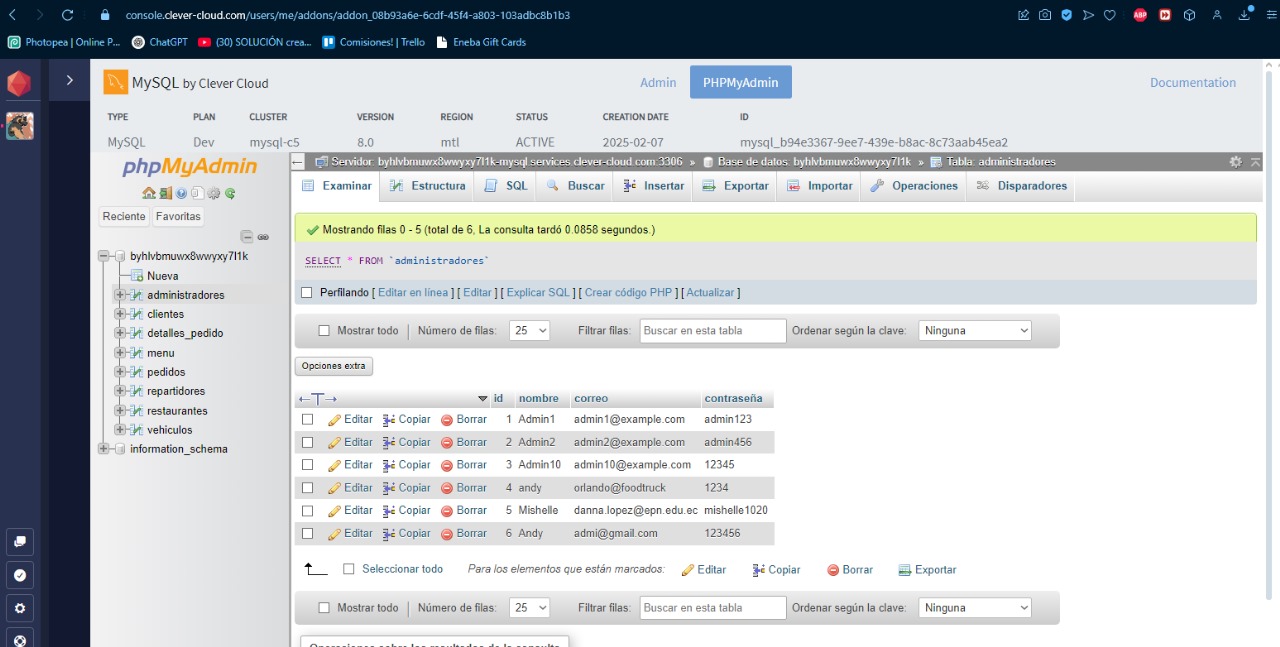 console.clever-cloud.com/users/me/addons/addon_08b93a6e-6cdf-45f4-a803-103adbc8b1b3
Photopea | Online P... ChatGPT (30) SOLUCIÓN crea... Comisiones! | Trello Eneba Gift Cards
MySQL by Clever Cloud Admin PHPMyAdmin Documentation
TYPE PLAN CLUSTER VERSION REGION STATUS CREATION DATE ID
MySQL Dev mysql-c5 8.0 mtl ACTIVE 2025-02-07 mysql_b94e3367-9ee7-439e-b8ac-8c73aab45ea2
phpMyAdmin
Reciente Favoritas
byhlvbmuwx8wwyxy7l1k
Nueva
administradores
clientes
detalles_pedido
menu
pedidos
repartidores
restaurantes
vehiculos
information_schema
Servidor: byhlvbmuwx8wwyxy7l1k-mysql.services.clever-cloud.com:3306 » Base de datos: byhlvbmuwx8wwyxy7l1k » Tabla: administradores
Examinar Estructura SQL Buscar Insertar Exportar Importar Operaciones Disparadores
Mostrando filas 0 - 5 (total de 6, La consulta tardó 0.0858 segundos.)
SELECT * FROM `administradores`
Perfilando [ Editar en línea ] [ Editar ] [ Explicar SQL ] [ Crear código PHP ] [ Actualizar ]
Mostrar todo | Número de filas: 25 Filtrar filas: Buscar en esta tabla Ordenar según la clave: Ninguna
Opciones extra
←T→ id nombre correo contraseña
Editar Copiar Borrar 1 Admin1 admin1@example.com admin123
Editar Copiar Borrar 2 Admin2 admin2@example.com admin456
Editar Copiar Borrar 3 Admin10 admin10@example.com 12345
Editar Copiar Borrar 4 andy orlando@foodtruck 1234
Editar Copiar Borrar 5 Mishelle danna.lopez@epn.edu.ec mishelle1020
Editar Copiar Borrar 6 Andy admi@gmail.com 123456
Seleccionar todo Para los elementos que están marcados: Editar Copiar Borrar Exportar
Mostrar todo | Número de filas: 25 Filtrar filas: Buscar en esta tabla Ordenar según la clave: Ninguna
Operaciones sobre los resultados de la consulta